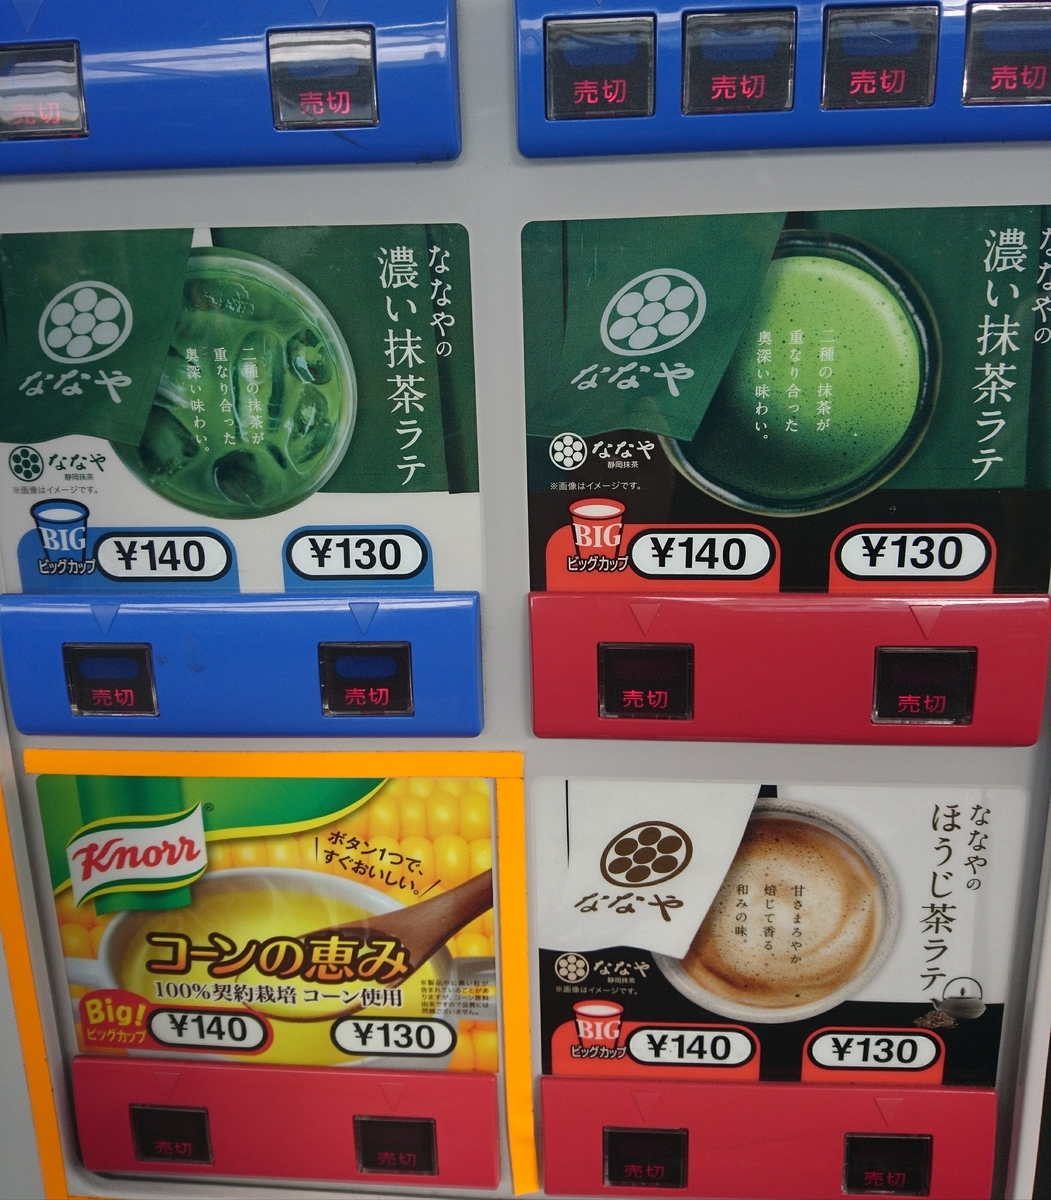 売切
売切
売切
売切
売切
売切
ななやの
濃い抹茶ラテ
二種の抹茶が
重なり合った
奥深い味わい。
ななや
ななや
静岡抹茶
※画像はイメージです。
BIG
ビッグカップ
¥140
¥130
売切
売切
ななやの
濃い抹茶ラテ
二種の抹茶が
重なり合った
奥深い味わい。
ななや
ななや
静岡抹茶
※画像はイメージです。
BIG
ビッグカップ
¥140
¥130
売切
売切
Knorr®
ボタン1つで、
すぐおいしい。
コーンの恵み
100%契約栽培 コーン使用
Big!
ビッグカップ
¥140
¥130
売切
売切
ななやの
ほうじ茶ラテ
甘さまろやか
焙じて香る
和みの味。
ななや
ななや
静岡抹茶
※画像はイメージです。
BIG
ビッグカップ
¥140
¥130
売切
売切